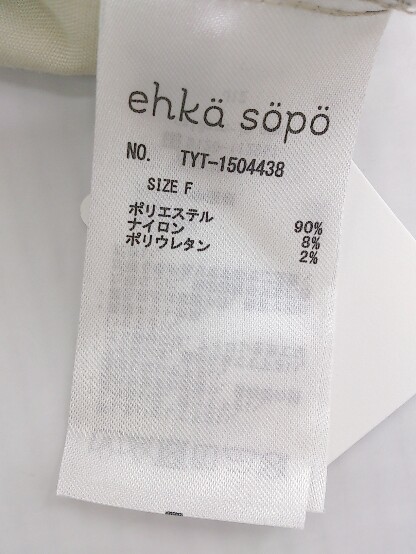 ehkä söpö
NO. TYT-1504438
SIZE F
ポリエステル 90%
ナイロン 8%
ポリウレタン 2%